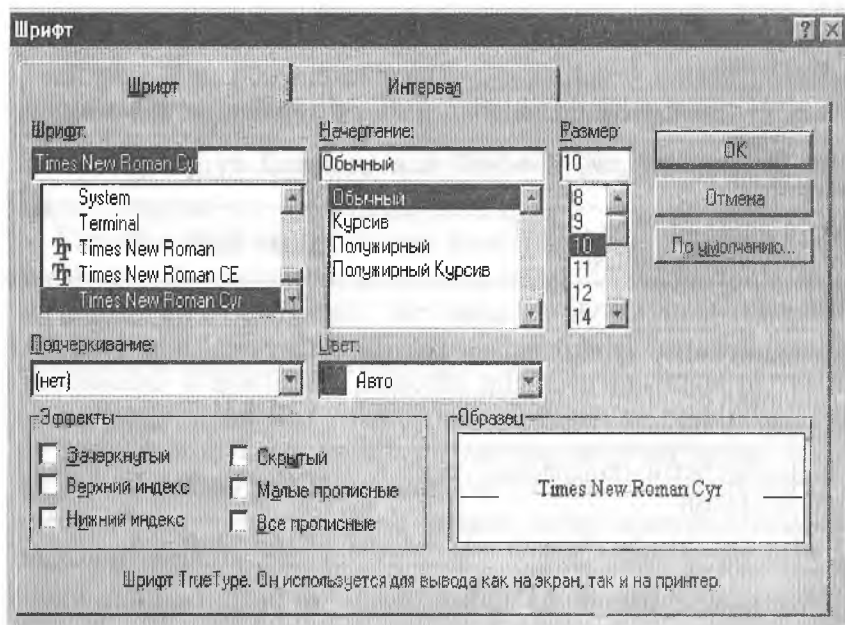 Шрифт
Шрифт
Интервал
Шрифт:
Начертание:
Размер:
Times New Roman Cyr
Обычный
10
OK
System
Terminal
Times New Roman
Times New Roman CE
Times New Roman Cyr
Обычный
Курсив
Полужирный
Полужирный Курсив
8
9
10
11
12
14
Отмена
По умолчанию...
Подчеркивание:
Цвет:
(нет)
Авто
Эффекты
Зачеркнутый
Скрытый
Верхний индекс
Малые прописные
Нижний индекс
Все прописные
Образец
Times New Roman Cyr
Шрифт TrueType. Он используется для вывода как на экран, так и на принтер.